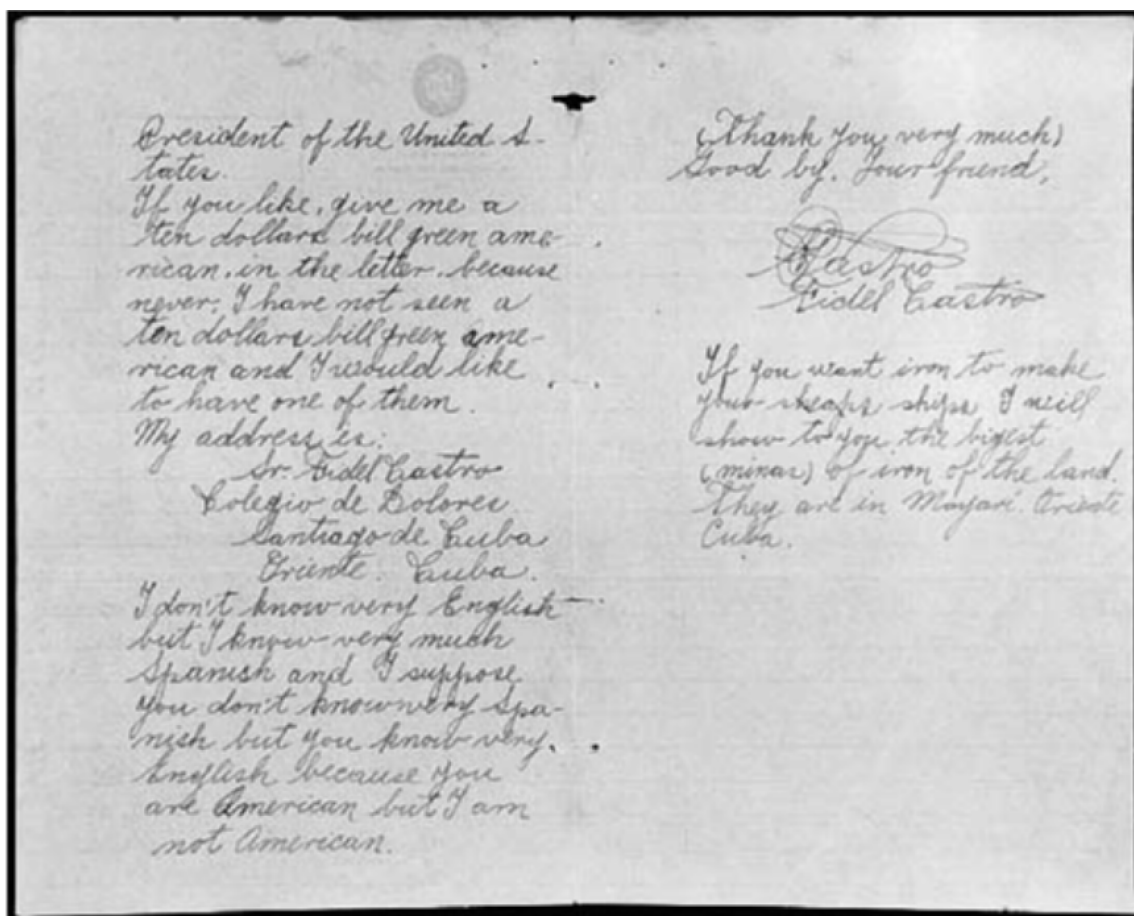 President of the United S-
tates.
If you like, give me a
ten dollars bill green ame-
rican, in the letter, because
never, I have not seen a
ten dollars bill green ame-
rican and I would like
to have one of them.
My address is:
Sr. Fidel Castro
Colegio de Dolores
Santiago de Cuba
Oriente. Cuba.
I don't know very English
but I know very much
Spanish and I suppose
you don't know very Spa-
nish but you know very
English because you
are American but I am
not American.
(Thank you very much)
Good by. Your friend,
Castro
Fidel Castro
If you want iron to make
your sheaps ships I will
show to you the bigest
(minas) of iron of the land.
They are in Mayari. Oriente
Cuba.